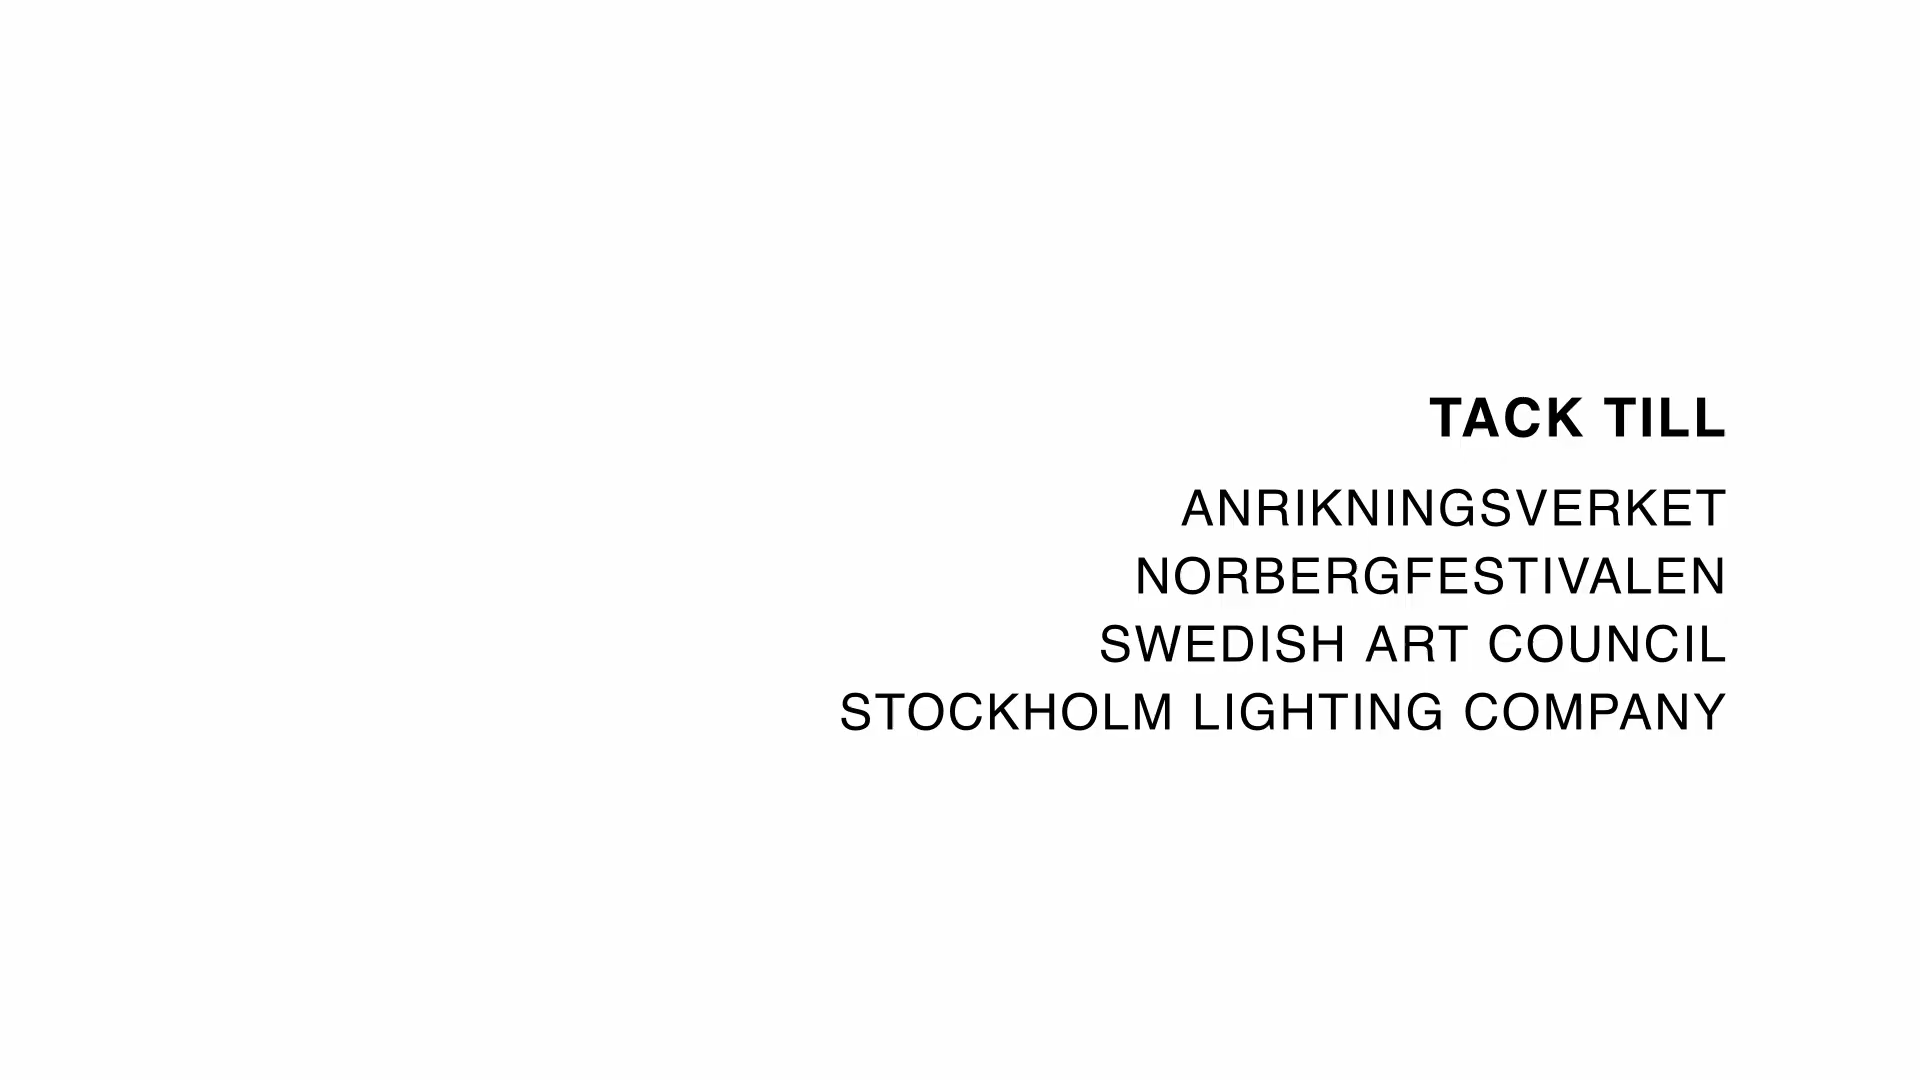 TACK TILL
ANRIKNINGSVERKET
NORBERGFESTIVALEN
SWEDISH ART COUNCIL
STOCKHOLM LIGHTING COMPANY